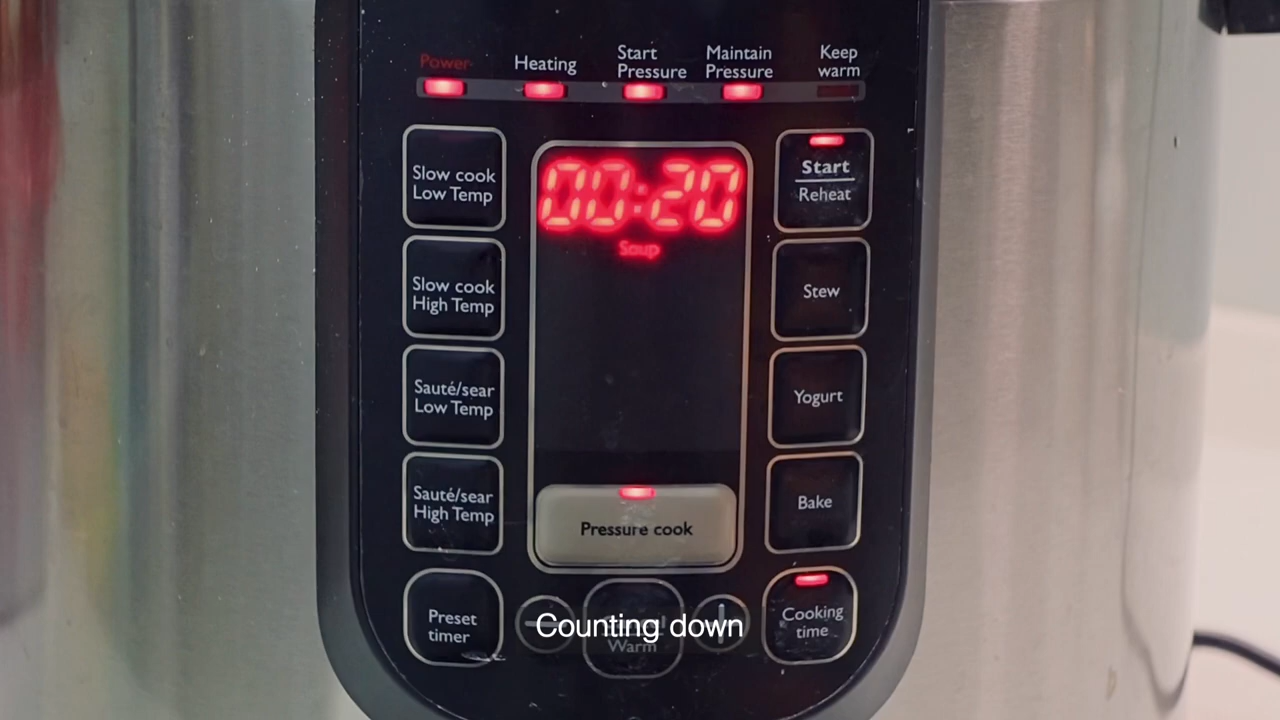 Power
Heating
Start
Pressure
Maintain
Pressure
Keep
warm
Slow cook
Low Temp
00:20
Soup
Start
Reheat
Slow cook
High Temp
Stew
Sauté/sear
Low Temp
Yogurt
Sauté/sear
High Temp
Pressure cook
Bake
Preset
timer
Counting down
Warm
Cooking
time